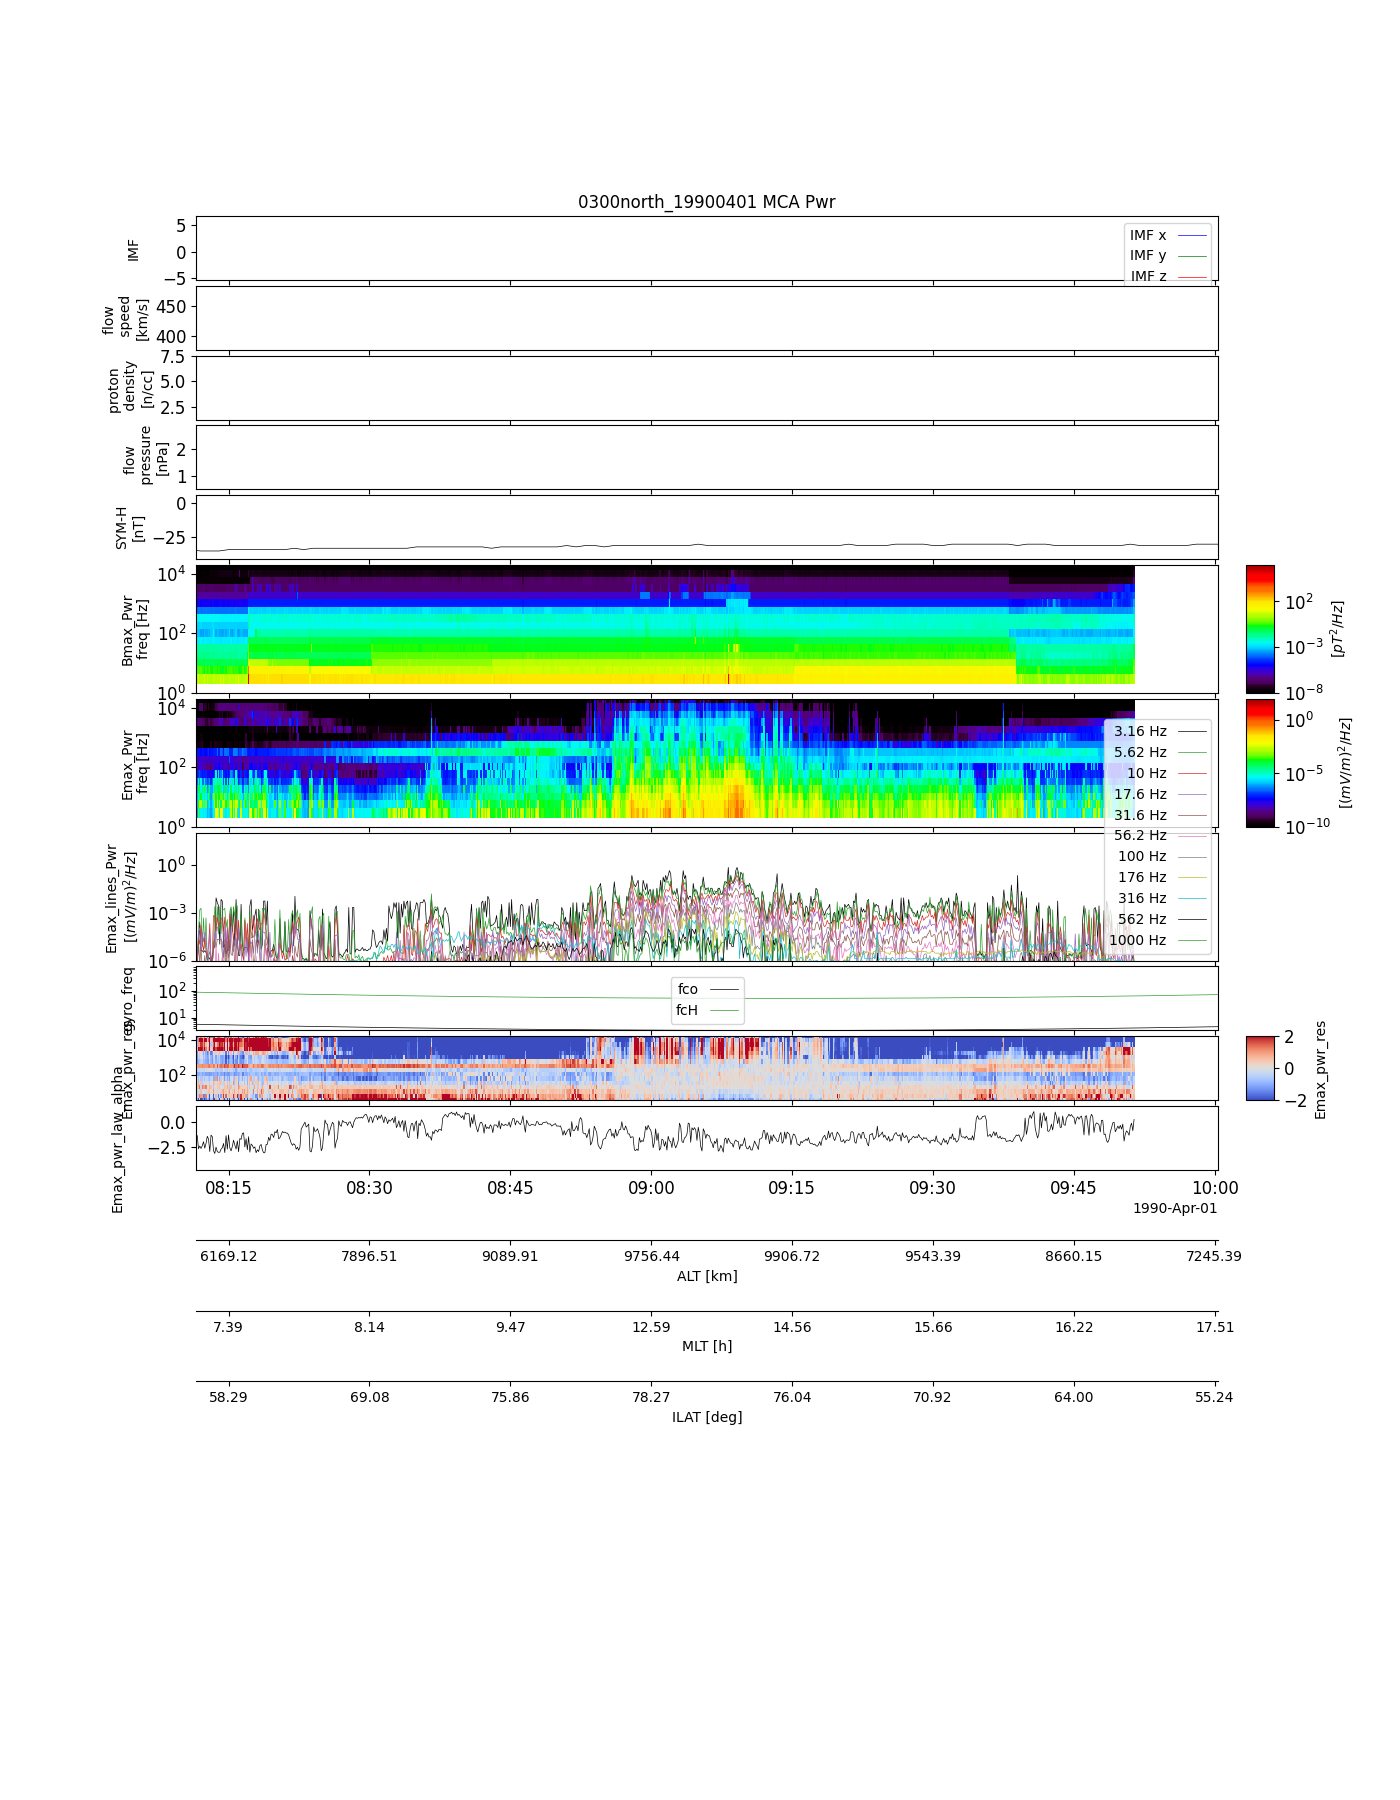 0300north_19900401 MCA Pwr
5
0
−5
IMF
IMF x
IMF y
IMF z
450
400
flow
speed
[km/s]
7.5
5.0
2.5
proton
density
[n/cc]
2
1
flow
pressure
[nPa]
0
−25
SYM-H
[nT]
10^4
10^2
10^0
Bmax_Pwr
freq [Hz]
10^2
10^−3
10^−8
[pT^2/Hz]
10^4
10^2
10^0
Emax_Pwr
freq [Hz]
10^0
10^−5
10^−10
[(mV/m)^2/Hz]
3.16 Hz
5.62 Hz
10 Hz
17.6 Hz
31.6 Hz
56.2 Hz
100 Hz
176 Hz
316 Hz
562 Hz
1000 Hz
10^0
10^−3
10^−6
Emax_lines_Pwr
[(mV/m)^2/Hz]
10^2
10^1
gyro_freq
fco
fcH
10^4
10^2
Emax_pwr_res
2
0
−2
Emax_pwr_res
0.0
−2.5
Emax_pwr_law_alpha
08:15 08:30 08:45 09:00 09:15 09:30 09:45 10:00
1990-Apr-01
6169.12 7896.51 9089.91 9756.44 9906.72 9543.39 8660.15 7245.39
ALT [km]
7.39 8.14 9.47 12.59 14.56 15.66 16.22 17.51
MLT [h]
58.29 69.08 75.86 78.27 76.04 70.92 64.00 55.24
ILAT [deg]